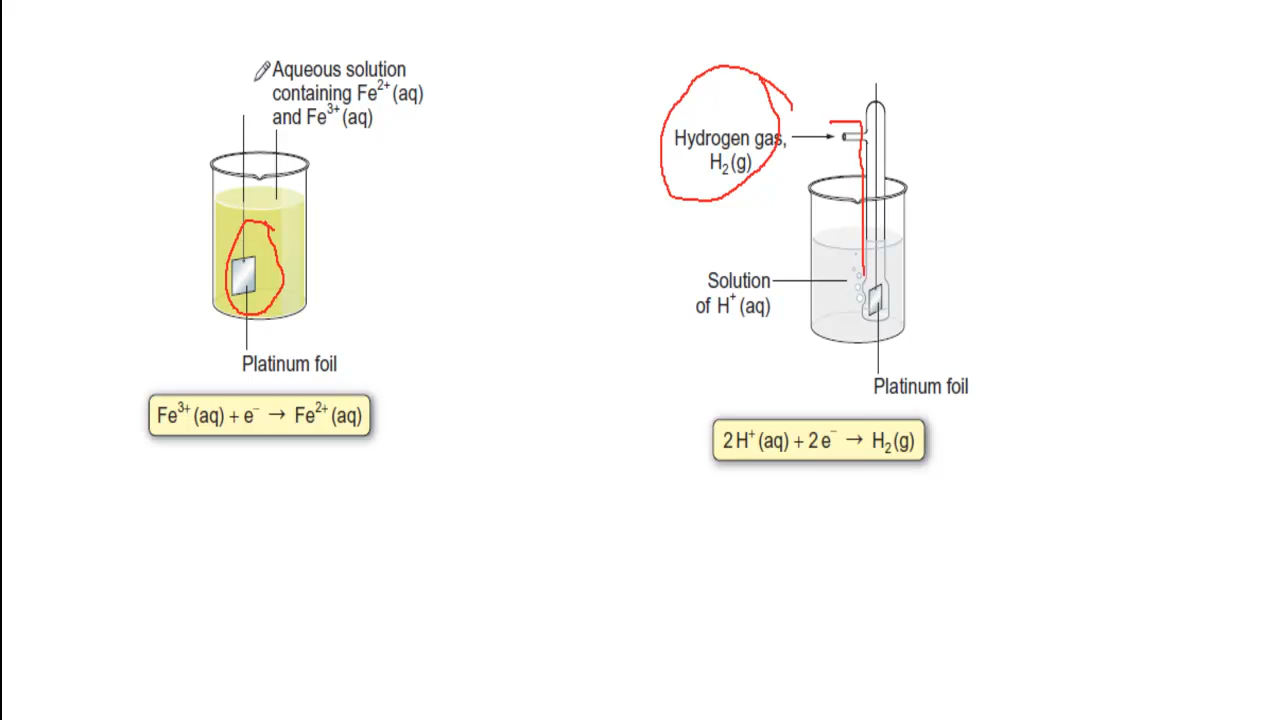 Aqueous solution
containing Fe²⁺(aq)
and Fe³⁺(aq)
Platinum foil
Fe³⁺(aq) + e⁻ → Fe²⁺(aq)
Hydrogen gas,
H₂(g)
Solution
of H⁺(aq)
Platinum foil
2H⁺(aq) + 2e⁻ → H₂(g)